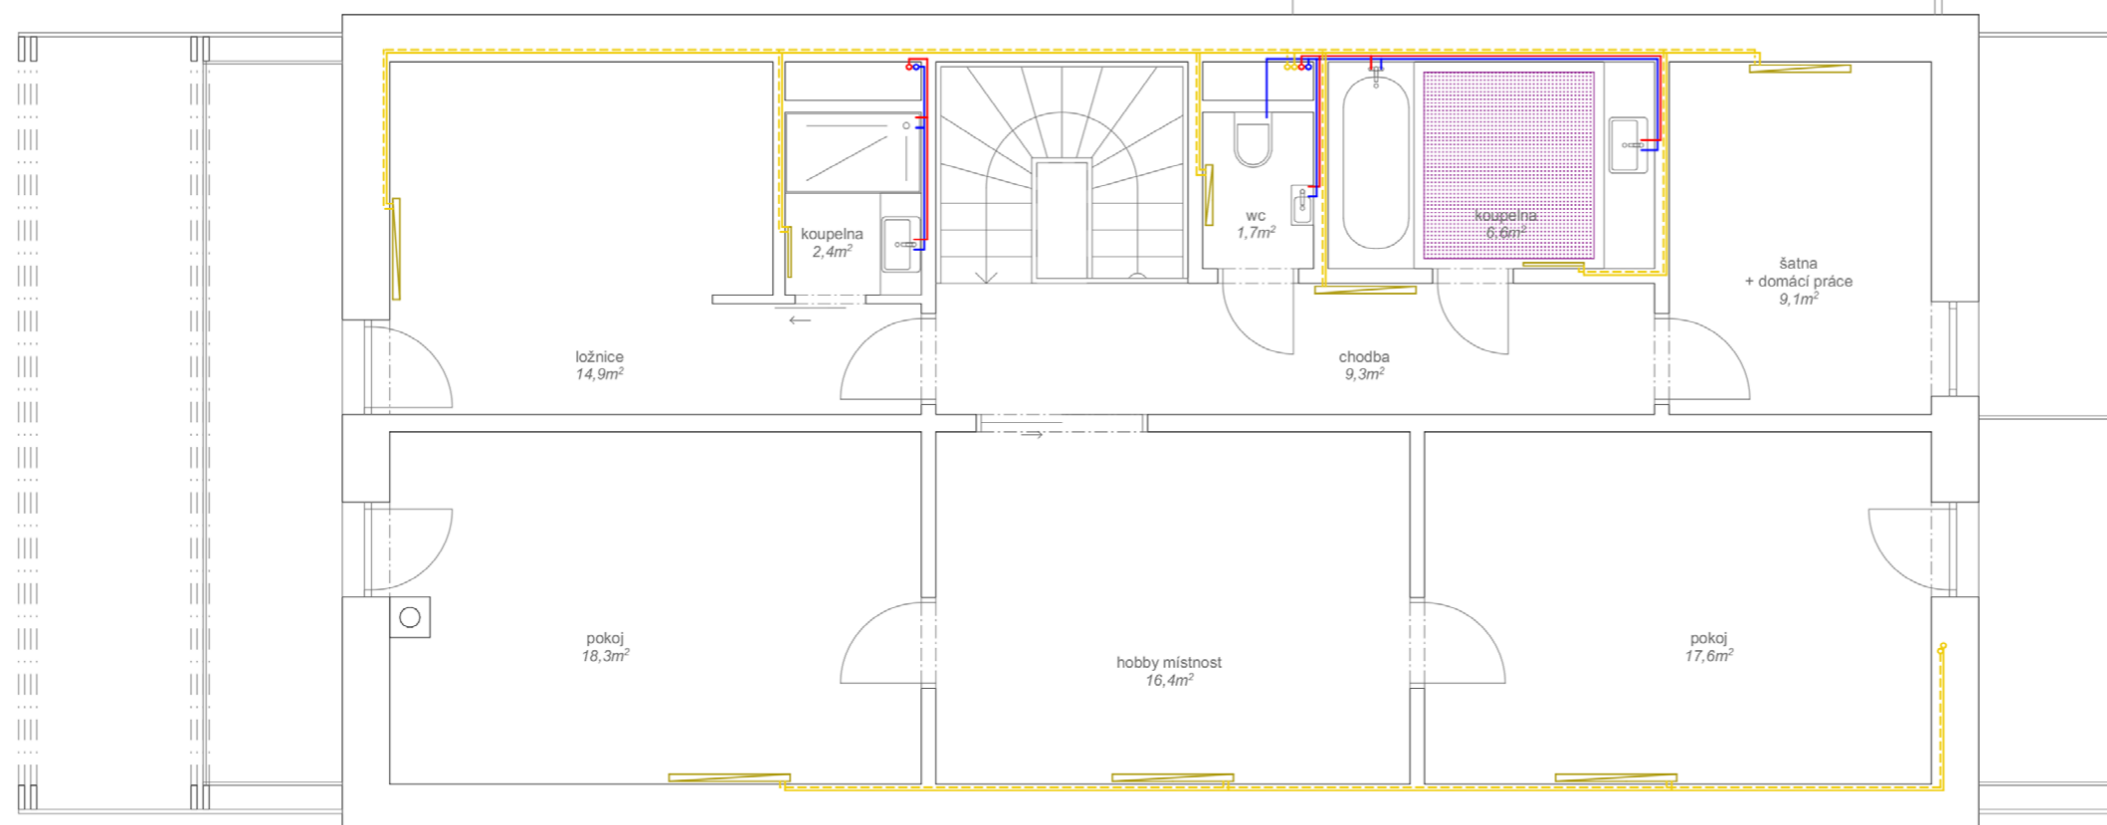 wc
1,7m²
koupelna
6,6m²
koupelna
2,4m²
šatna
+ domácí práce
9,1m²
ložnice
14,9m²
chodba
9,3m²
pokoj
18,3m²
hobby místnost
16,4m²
pokoj
17,6m²